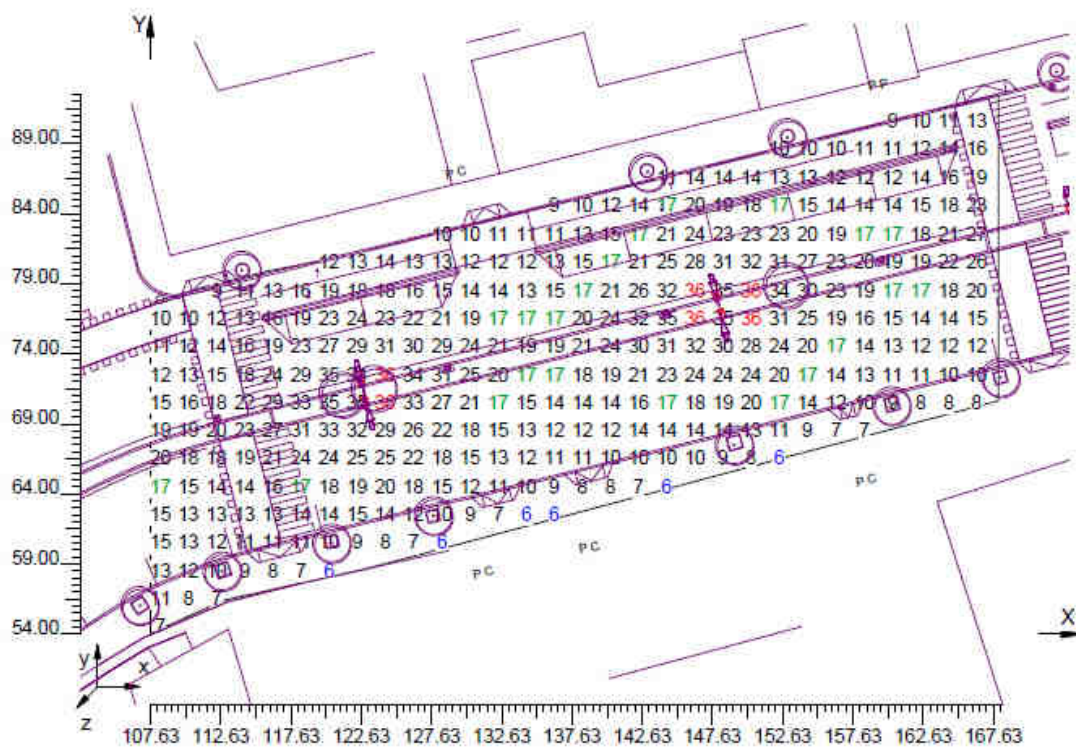 Y
9 10 11 13
89.00
10 10 10 11 11 12 14 16
PP
PC
11 14 14 14 13 13 12 12 12 14 16 19
84.00
9 10 12 14 17 20 19 18 17 15 14 14 14 15 18 23
10 10 11 11 11 13 15 17 21 24 23 23 23 20 19 17 17 18 21 27
79.00
12 13 14 13 13 12 12 12 13 15 17 21 25 28 31 32 31 27 23 20 19 19 22 26
9 11 13 16 19 18 18 16 15 14 14 13 15 17 21 26 32 36 35 36 34 30 23 19 17 17 18 20
10 10 12 13 16 19 23 24 23 22 21 19 17 17 17 20 24 32 35 36 35 36 31 25 19 16 15 14 14 15
74.00
11 12 14 16 19 23 27 29 31 30 29 24 21 19 19 21 24 30 31 32 30 28 24 20 17 14 13 12 12 12
12 13 15 18 24 29 35 34 31 25 20 17 17 18 19 21 23 24 24 24 20 17 14 13 11 11 10 10
69.00
15 16 18 22 29 33 35 33 27 21 17 15 14 14 14 16 17 18 19 20 17 14 12 10 8 8 8
19 19 20 23 27 31 33 32 29 26 22 18 15 13 12 12 12 14 14 14 14 13 11 9 7 7
20 18 18 19 21 24 24 25 25 22 18 15 13 12 11 11 10 10 10 10 9 8 6
64.00
17 15 14 14 16 17 18 19 20 18 15 12 11 10 9 8 8 7 6
PC
15 13 13 13 13 14 14 15 14 12 10 9 7 6 6
15 13 12 11 11 11 10 9 8 7 6
PC
59.00
13 12 10 9 8 7 6
PC
11 8 7
54.00
7
X
y
x
z
107.63 112.63 117.63 122.63 127.63 132.63 137.63 142.63 147.63 152.63 157.63 162.63 167.63